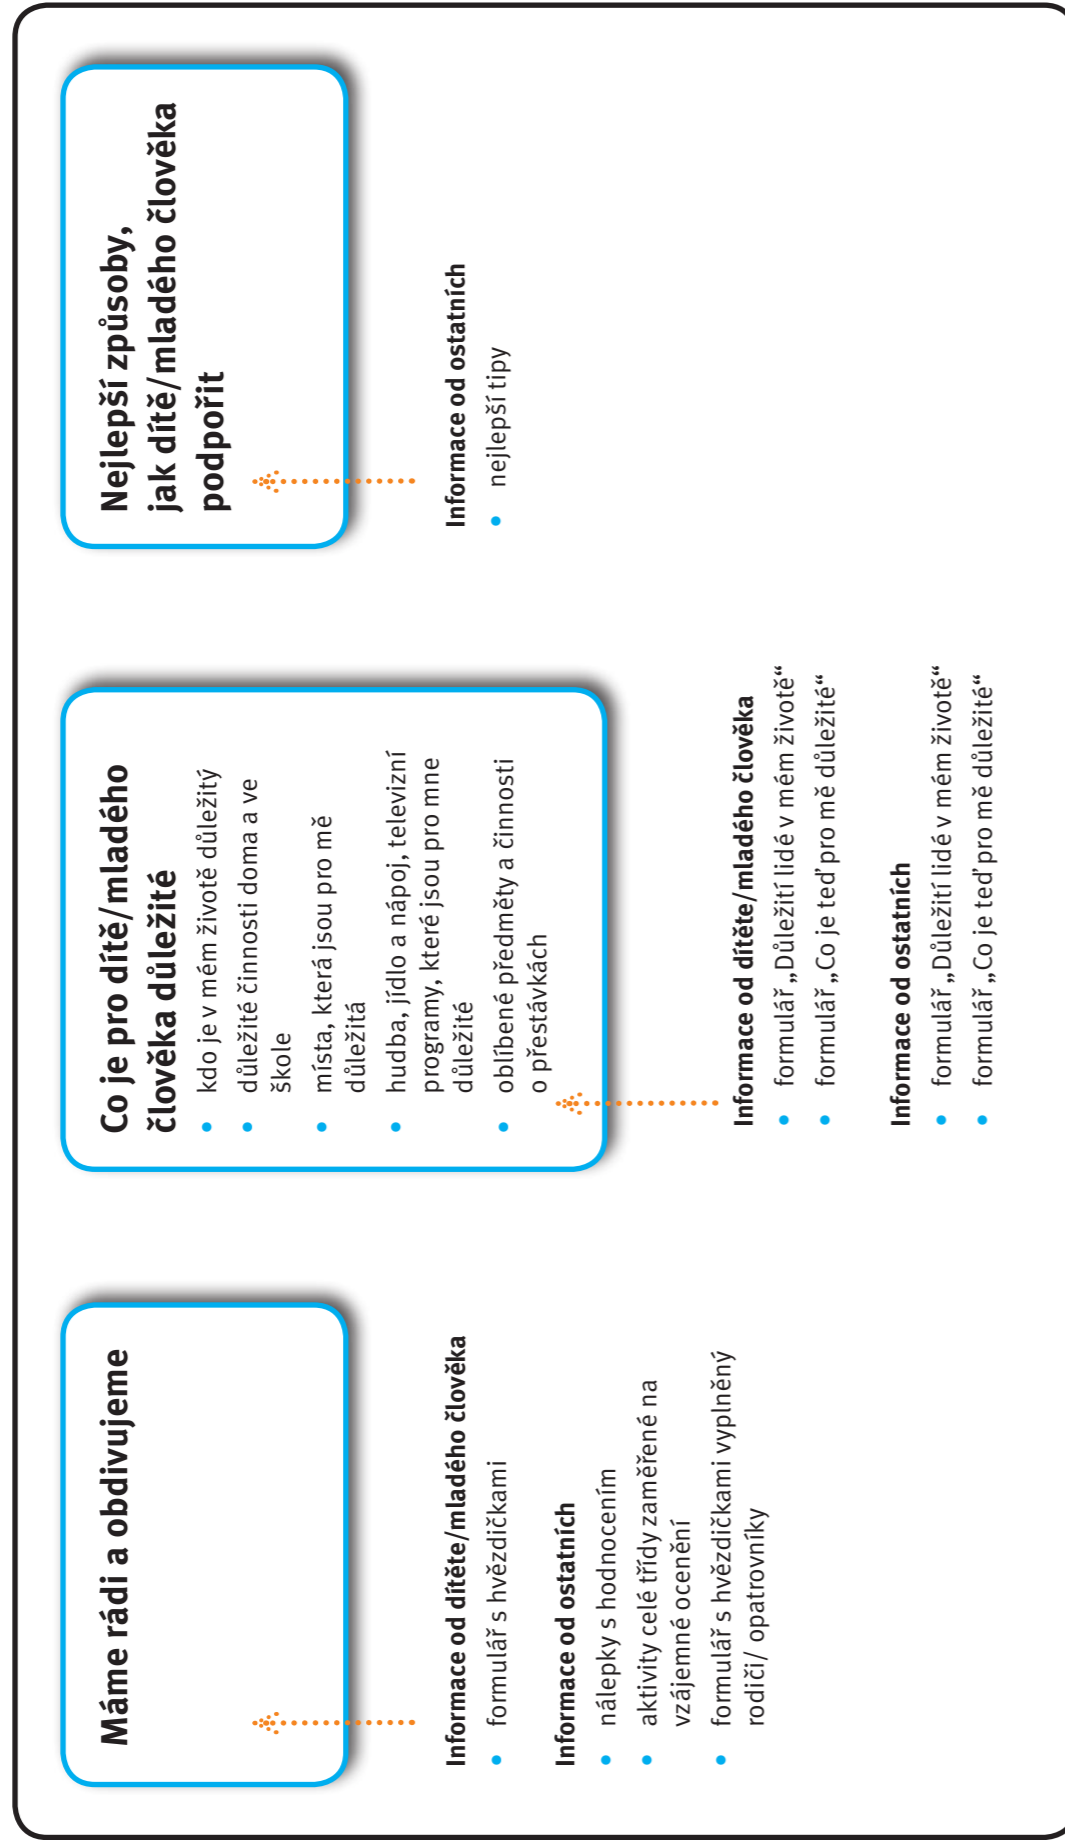 Máme rádi a obdivujeme
Informace od dítěte/mladého člověka
• formulář s hvězdičkami
Informace od ostatních
• nálepky s hodnocením
• aktivity celé třídy zaměřené na
vzájemné ocenění
• formulář s hvězdičkami vyplněný
rodiči/ opatrovníky
Co je pro dítě/mladého
člověka důležité
• kdo je v mém životě důležitý
• důležité činnosti doma a ve
škole
• místa, která jsou pro mě
důležitá
• hudba, jídlo a nápoj, televizní
programy, které jsou pro mne
důležité
• oblíbené předměty a činnosti
o přestávkách
Informace od dítěte/mladého člověka
• formulář „Důležití lidé v mém životě“
• formulář „Co je teď pro mě důležité“
Informace od ostatních
• formulář „Důležití lidé v mém životě“
• formulář „Co je teď pro mě důležité“
Nejlepší způsoby,
jak dítě/mladého člověka
podpořit
Informace od ostatních
• nejlepší tipy